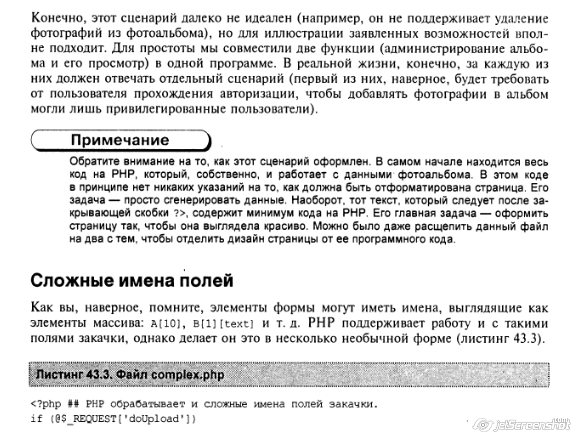 Конечно, этот сценарий далеко не идеален (например, он не поддерживает удаление
фотографий из фотоальбома), но для иллюстрации заявленных возможностей впол-
не подходит. Для простоты мы совместили две функции (администрирование альбо-
ма и его просмотр) в одной программе. В реальной жизни, конечно, за каждую из
них должен отвечать отдельный сценарий (первый из них, наверное, будет требовать
от пользователя прохождения авторизации, чтобы добавлять фотографии в альбом
могли лишь привилегированные пользователи).
Примечание
Обратите внимание на то, как этот сценарий оформлен. В самом начале находится весь
код на PHP, который, собственно, и работает с данными фотоальбома. В этом коде
в принципе нет никаких указаний на то, как должна быть отформатирована страница. Его
задача — просто сгенерировать данные. Наоборот, тот текст, который следует после за-
крывающей скобки ?>, содержит минимум кода на PHP. Его главная задача — оформить
страницу так, чтобы она выглядела красиво. Можно было даже расщепить данный файл
на два с тем, чтобы отделить дизайн страницы от ее программного кода.
Сложные имена полей
Как вы, наверное, помните, элементы формы могут иметь имена, выглядящие как
элементы массива: A[10], B[1][text] и т. д. PHP поддерживает работу и с такими
полями закачки, однако делает он это в несколько необычной форме (листинг 43.3).
Листинг 43.3. Файл complex.php
<?php ## PHP обрабатывает и сложные имена полей закачки.
if (@$_REQUEST['doUpload'])
jetScreenshot